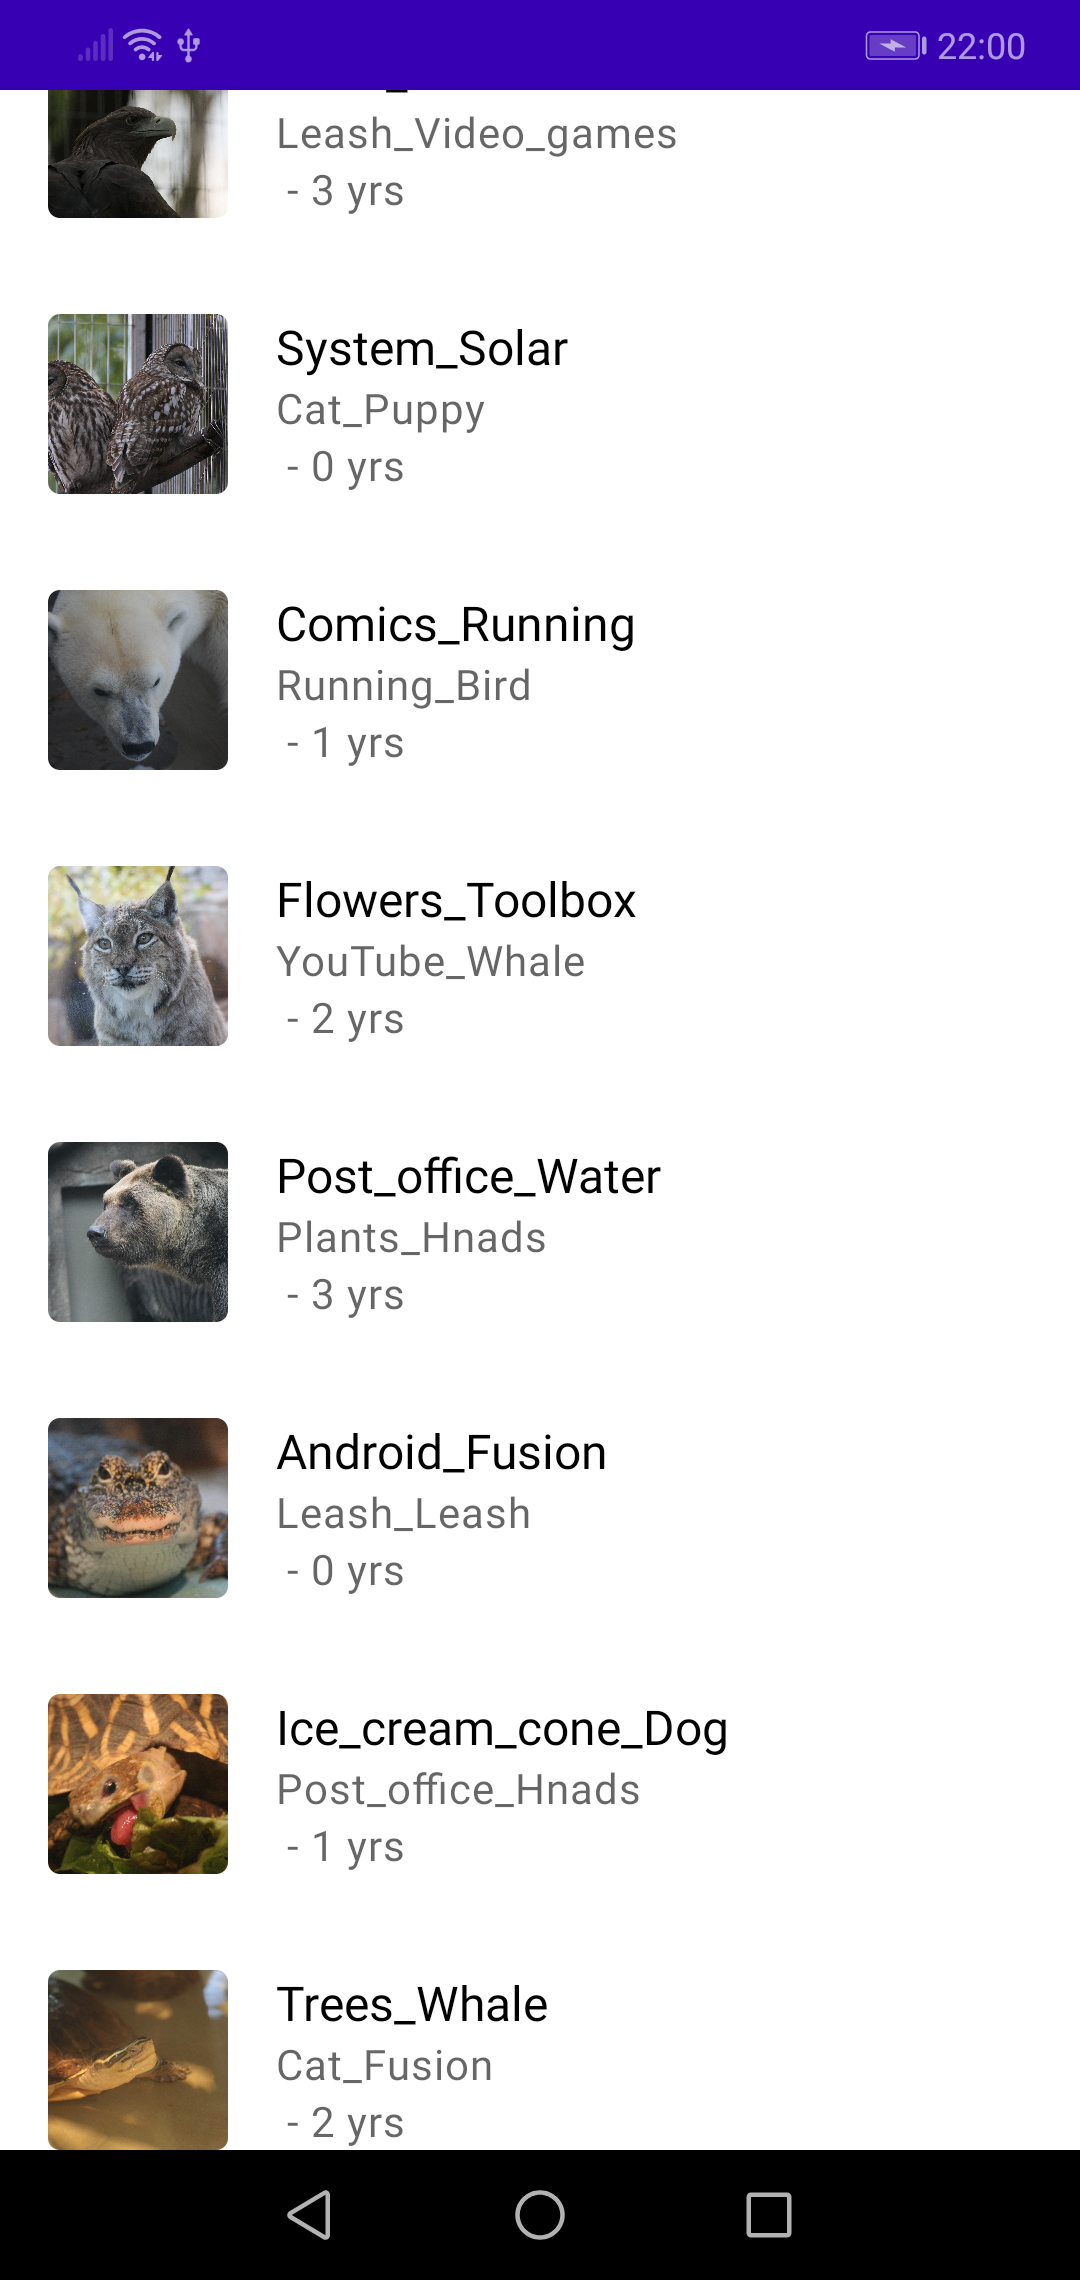 22:00
Leash_Video_games
- 3 yrs
System_Solar
Cat_Puppy
- 0 yrs
Comics_Running
Running_Bird
- 1 yrs
Flowers_Toolbox
YouTube_Whale
- 2 yrs
Post_office_Water
Plants_Hnads
- 3 yrs
Android_Fusion
Leash_Leash
- 0 yrs
Ice_cream_cone_Dog
Post_office_Hnads
- 1 yrs
Trees_Whale
Cat_Fusion
- 2 yrs